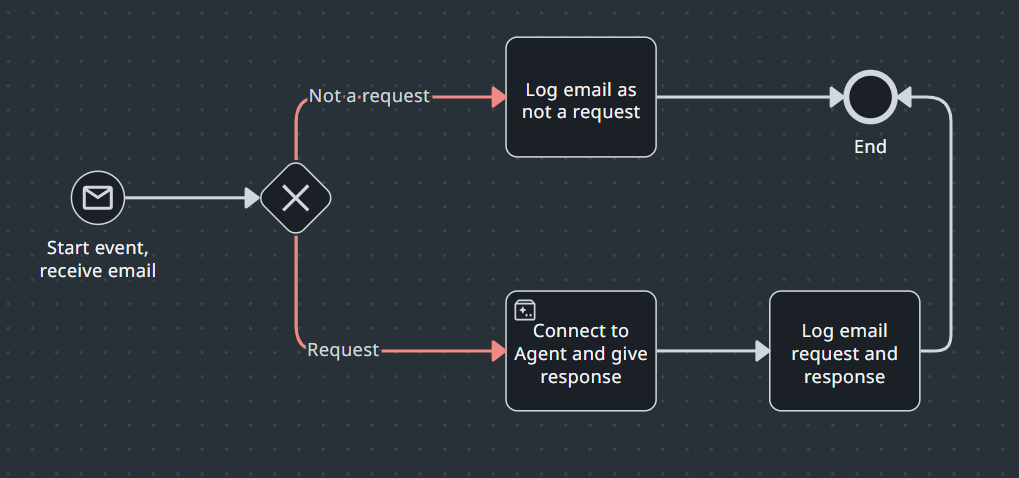 Not a request
Log email as
not a request
End
Start event,
receive email
Request
Connect to
Agent and give
response
Log email
request and
response